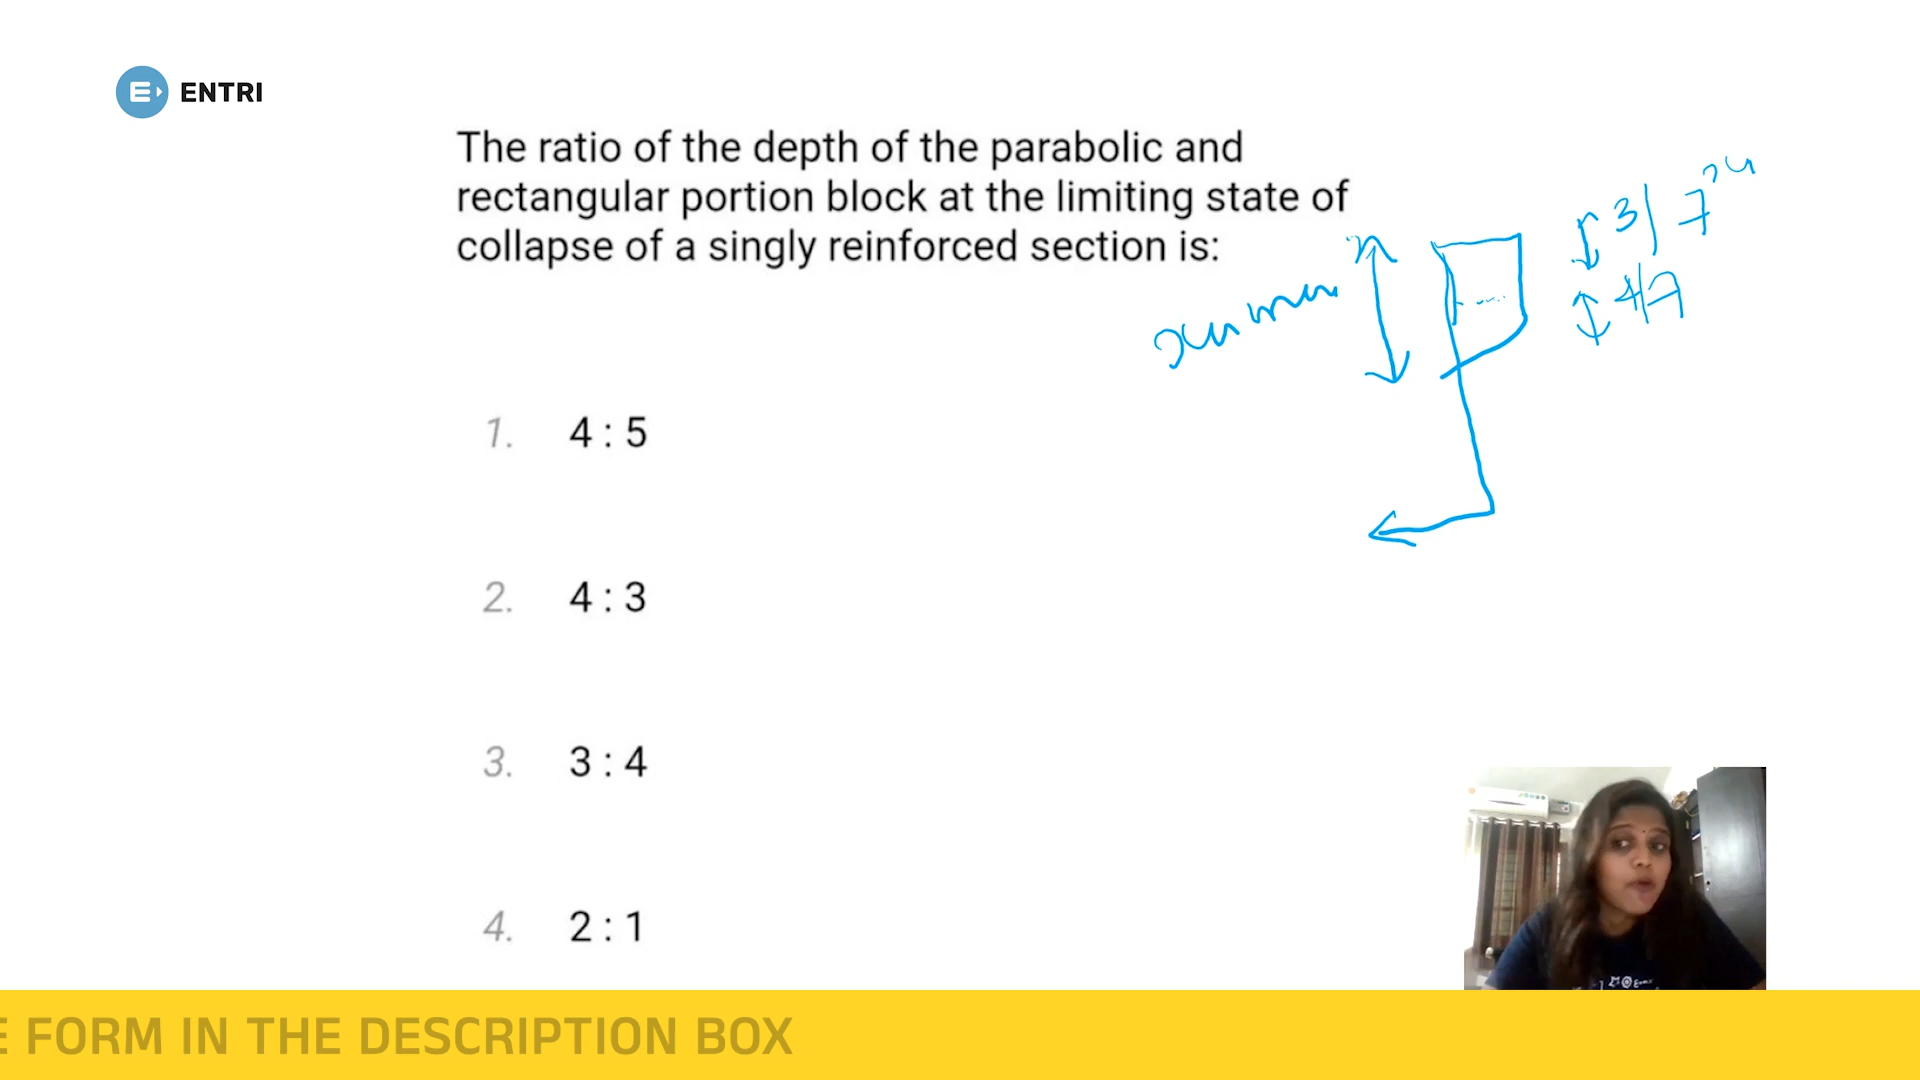 ENTRI
The ratio of the depth of the parabolic and
rectangular portion block at the limiting state of
collapse of a singly reinforced section is:
3/7 xu
4/7
1. 4 : 5
2. 4 : 3
3. 3 : 4
4. 2 : 1
E FORM IN THE DESCRIPTION BOX